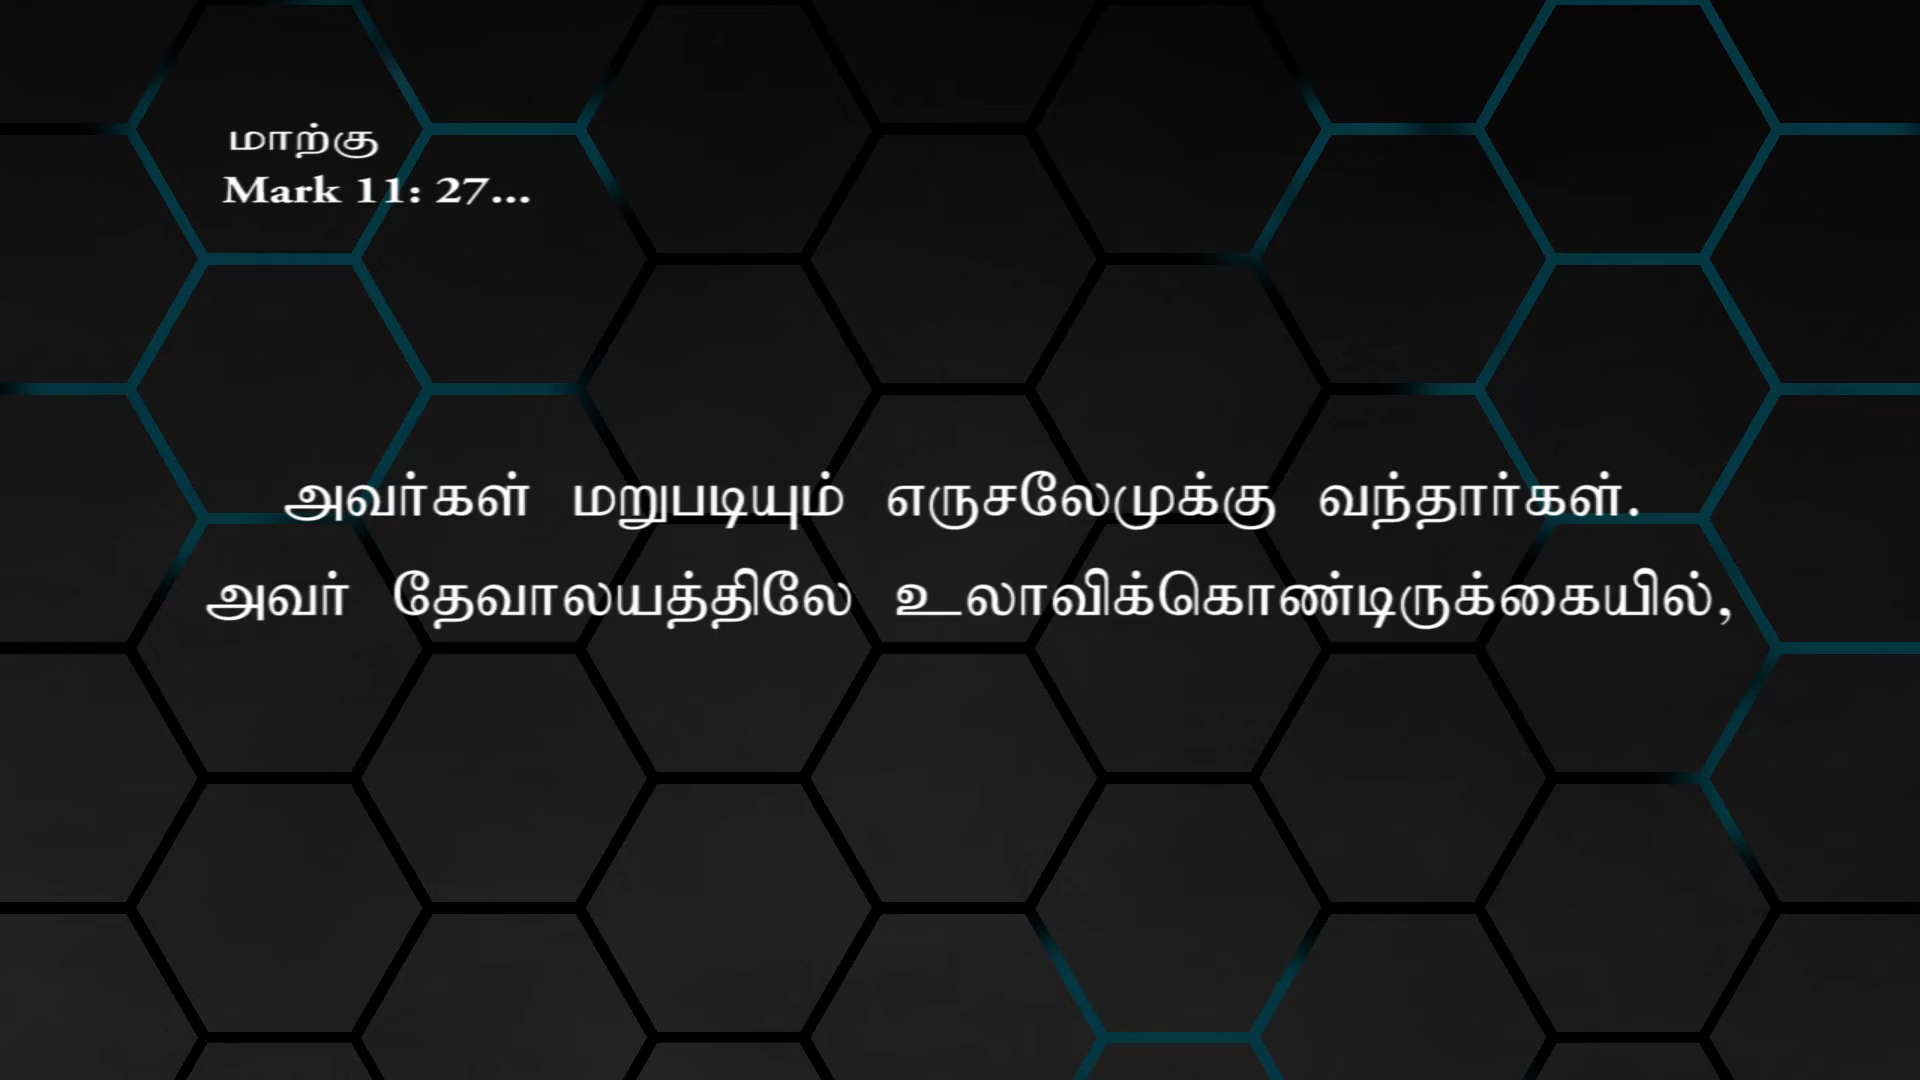 மாற்கு
Mark 11: 27...
அவர்கள் மறுபடியும் எருசலேமுக்கு வந்தார்கள்.
அவர் தேவாலயத்திலே உலாவிக்கொண்டிருக்கையில்,